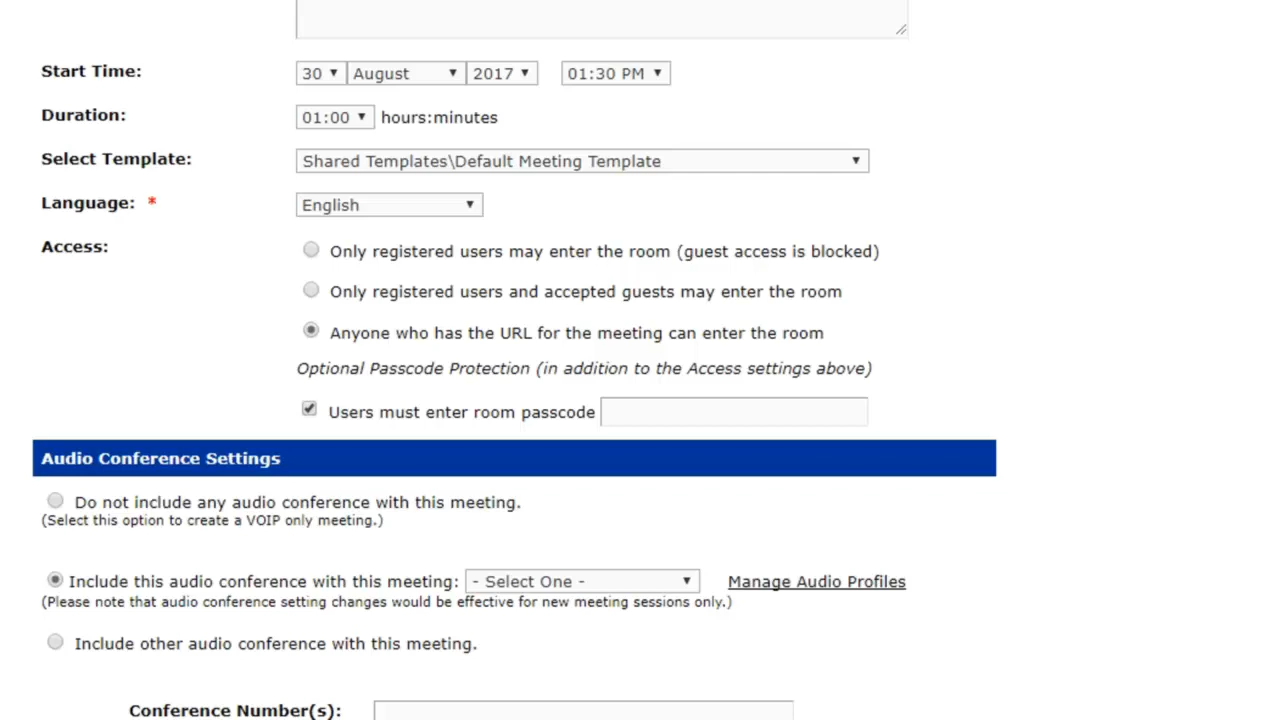 Start Time: 30 August 2017 01:30 PM
Duration: 01:00 hours:minutes
Select Template: Shared Templates\Default Meeting Template
Language: * English
Access: Only registered users may enter the room (guest access is blocked)
Only registered users and accepted guests may enter the room
Anyone who has the URL for the meeting can enter the room
Optional Passcode Protection (in addition to the Access settings above)
Users must enter room passcode
Audio Conference Settings
Do not include any audio conference with this meeting.
(Select this option to create a VOIP only meeting.)
Include this audio conference with this meeting: - Select One - Manage Audio Profiles
(Please note that audio conference setting changes would be effective for new meeting sessions only.)
Include other audio conference with this meeting.
Conference Number(s):